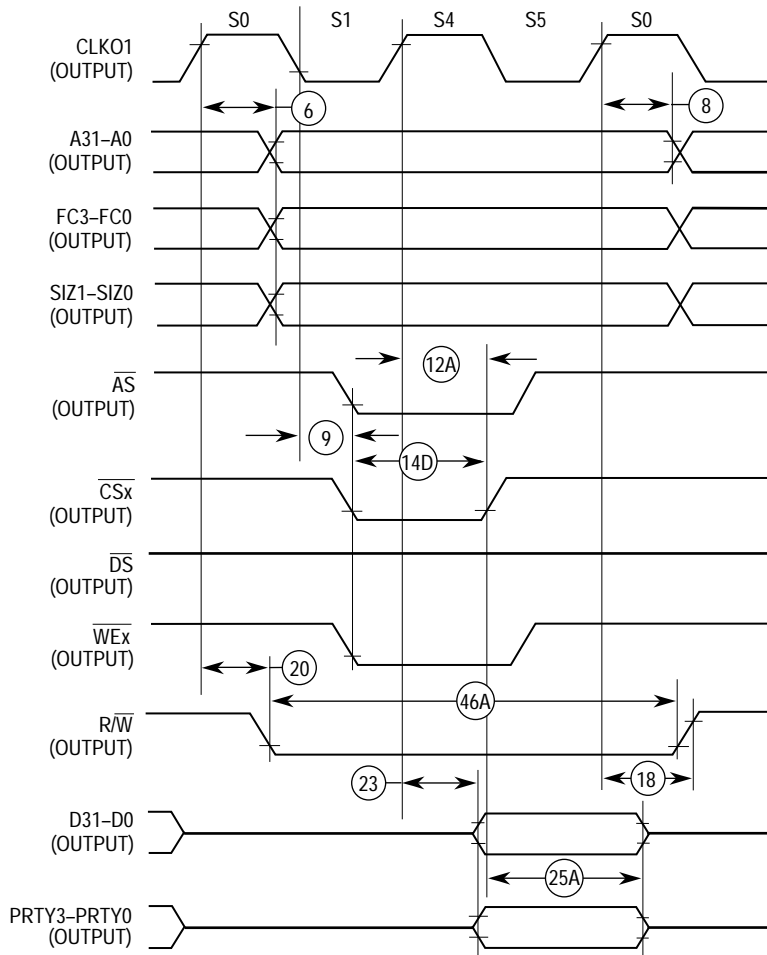 S0 S1 S4 S5 S0
CLKO1
(OUTPUT)
6 8
A31–A0
(OUTPUT)
FC3–FC0
(OUTPUT)
SIZ1–SIZ0
(OUTPUT)
12A
AS
(OUTPUT)
9
14D
CSx
(OUTPUT)
DS
(OUTPUT)
WEx
(OUTPUT)
20
46A
R/W
(OUTPUT)
23 18
D31–D0
(OUTPUT)
25A
PRTY3–PRTY0
(OUTPUT)